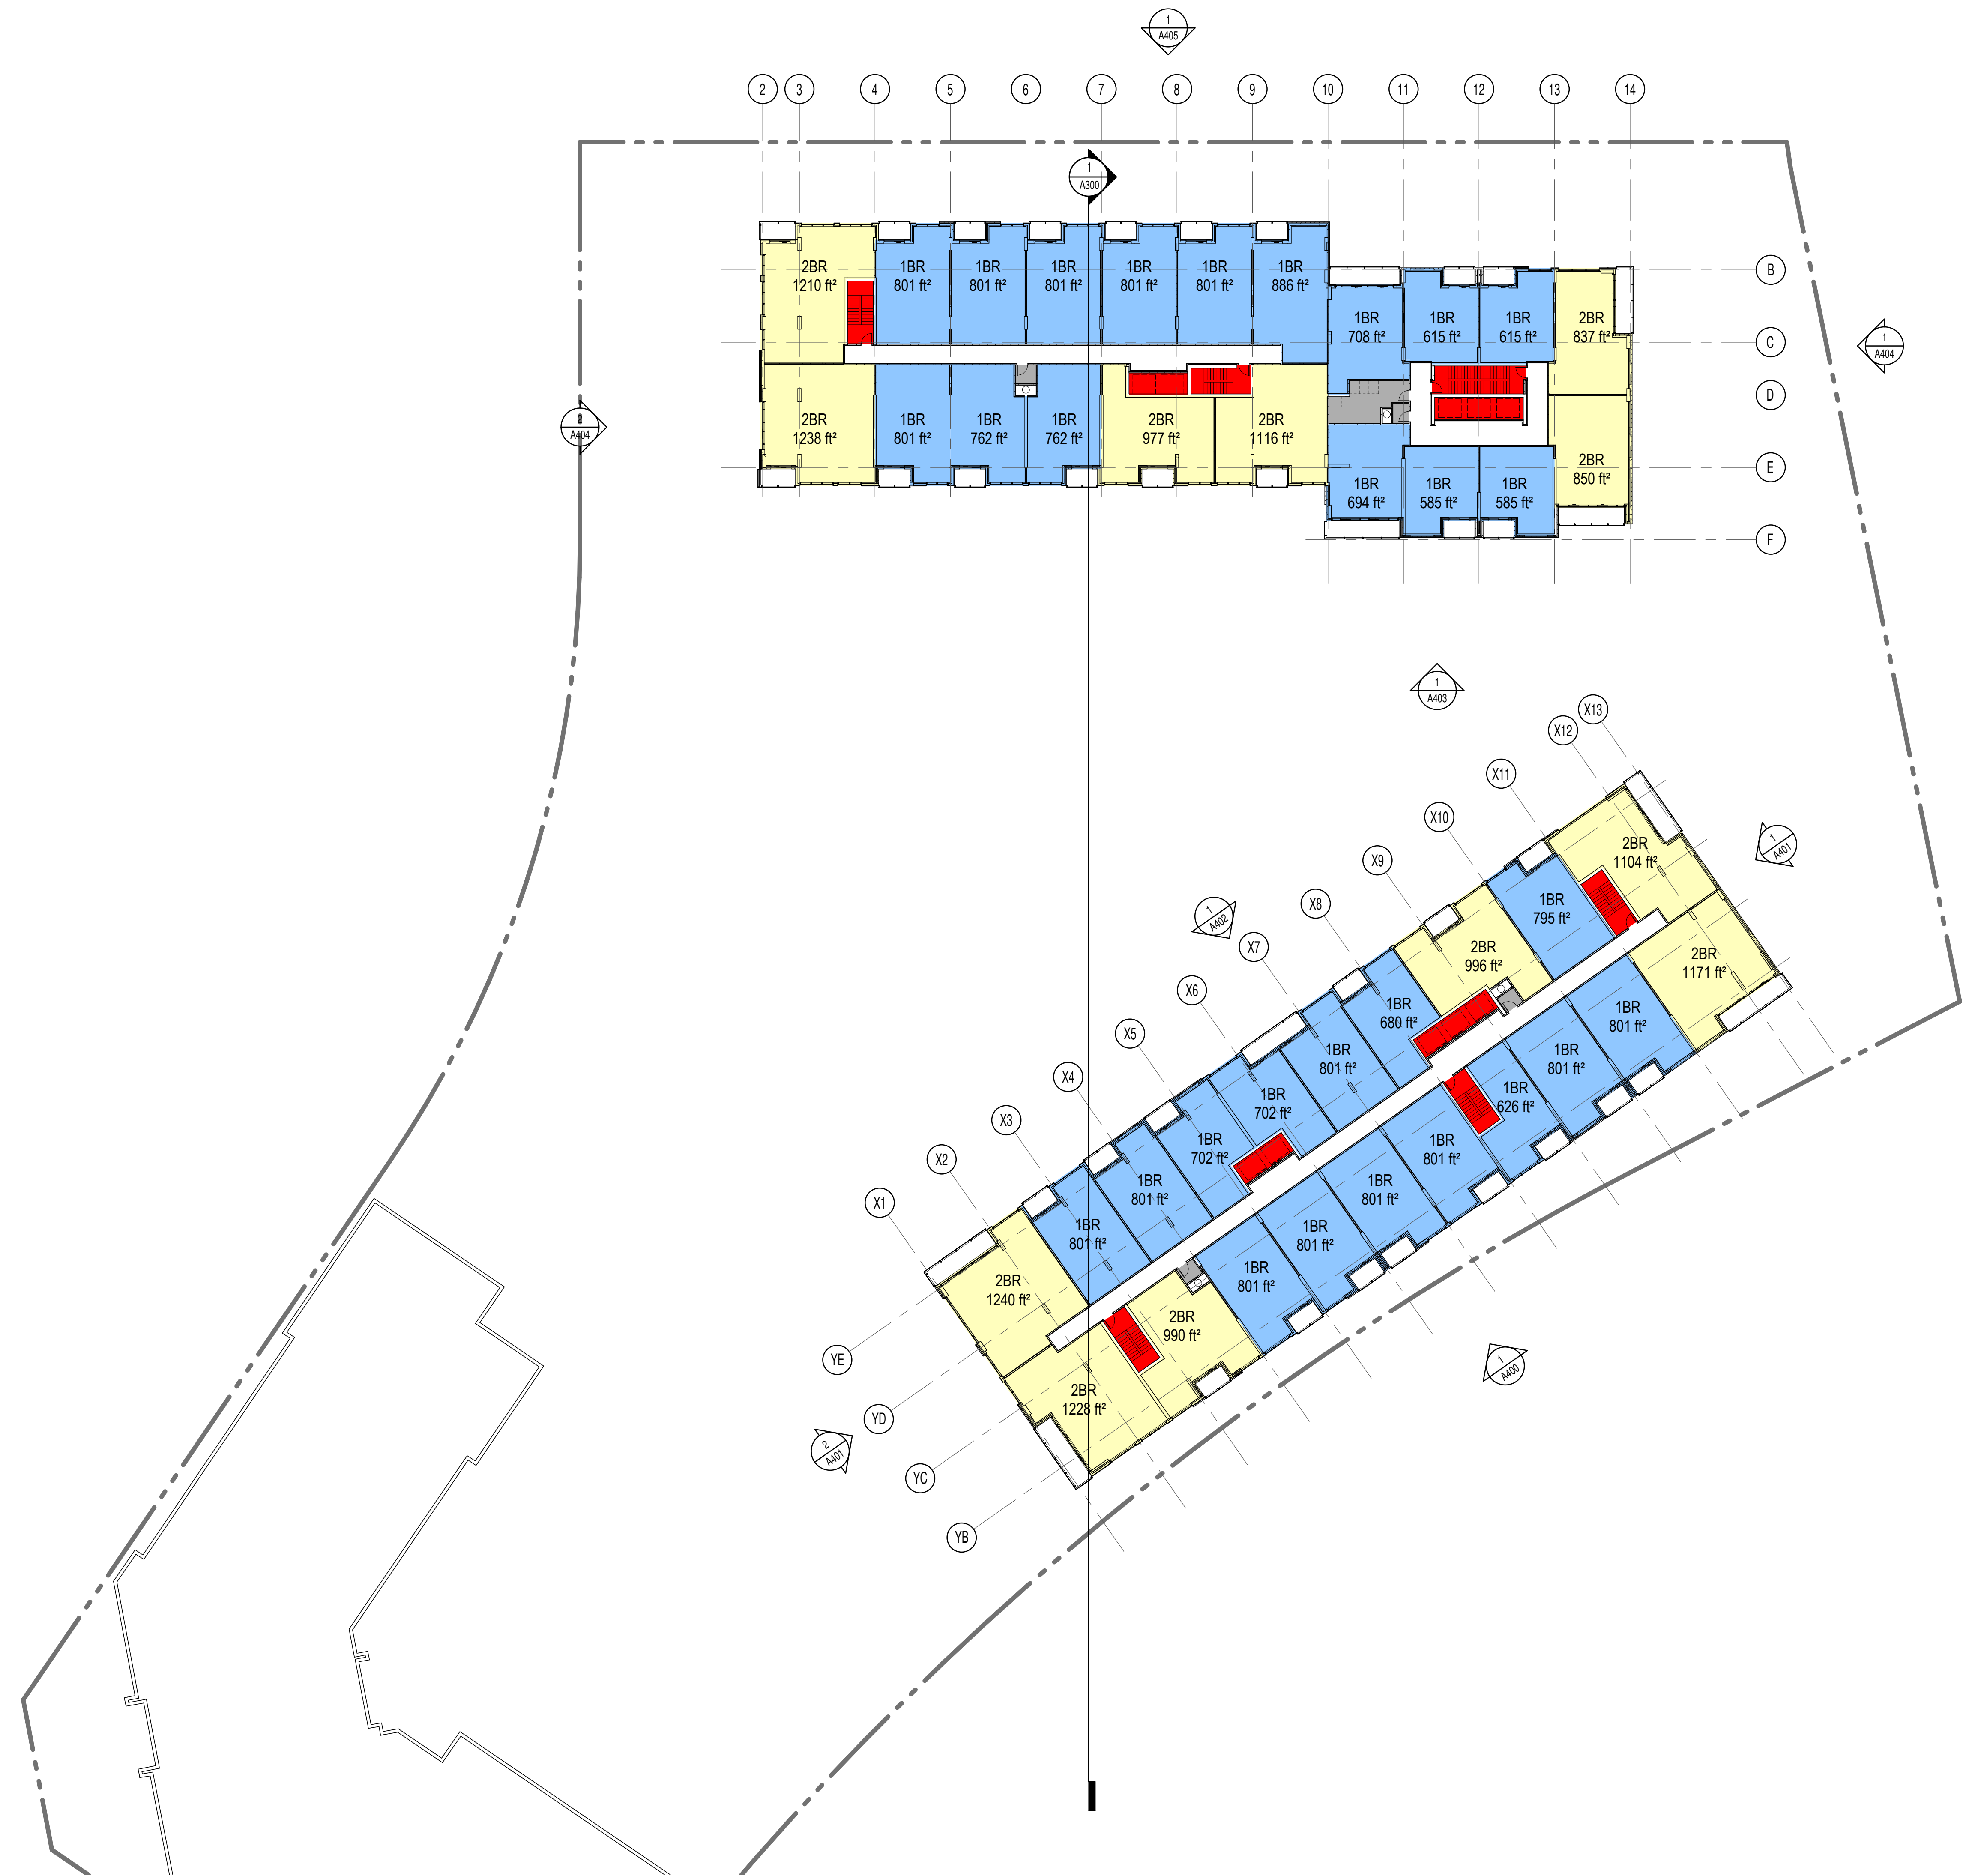 1
A405
2
3
4
5
6
7
8
9
10
11
12
13
14
1
A300
2BR
1210 ft²
1BR
801 ft²
1BR
801 ft²
1BR
801 ft²
1BR
801 ft²
1BR
801 ft²
1BR
886 ft²
1BR
708 ft²
1BR
615 ft²
1BR
615 ft²
2BR
837 ft²
B
C
1
A404
D
2BR
1238 ft²
1BR
801 ft²
1BR
762 ft²
1BR
762 ft²
2BR
977 ft²
2BR
1116 ft²
A404
1BR
694 ft²
1BR
585 ft²
1BR
585 ft²
2BR
850 ft²
E
F
1
A403
X13
X12
X11
X10
X9
X8
X7
X6
X5
X4
X3
X2
X1
1
A401
1
A402
2BR
1104 ft²
1BR
795 ft²
2BR
996 ft²
2BR
1171 ft²
1BR
680 ft²
1BR
801 ft²
1BR
801 ft²
1BR
801 ft²
1BR
702 ft²
1BR
626 ft²
1BR
702 ft²
1BR
801 ft²
1BR
801 ft²
1BR
801 ft²
1BR
801 ft²
1BR
801 ft²
1BR
801 ft²
2BR
1240 ft²
2BR
990 ft²
2BR
1228 ft²
1
A400
YE
YD
YC
YB
2
A401